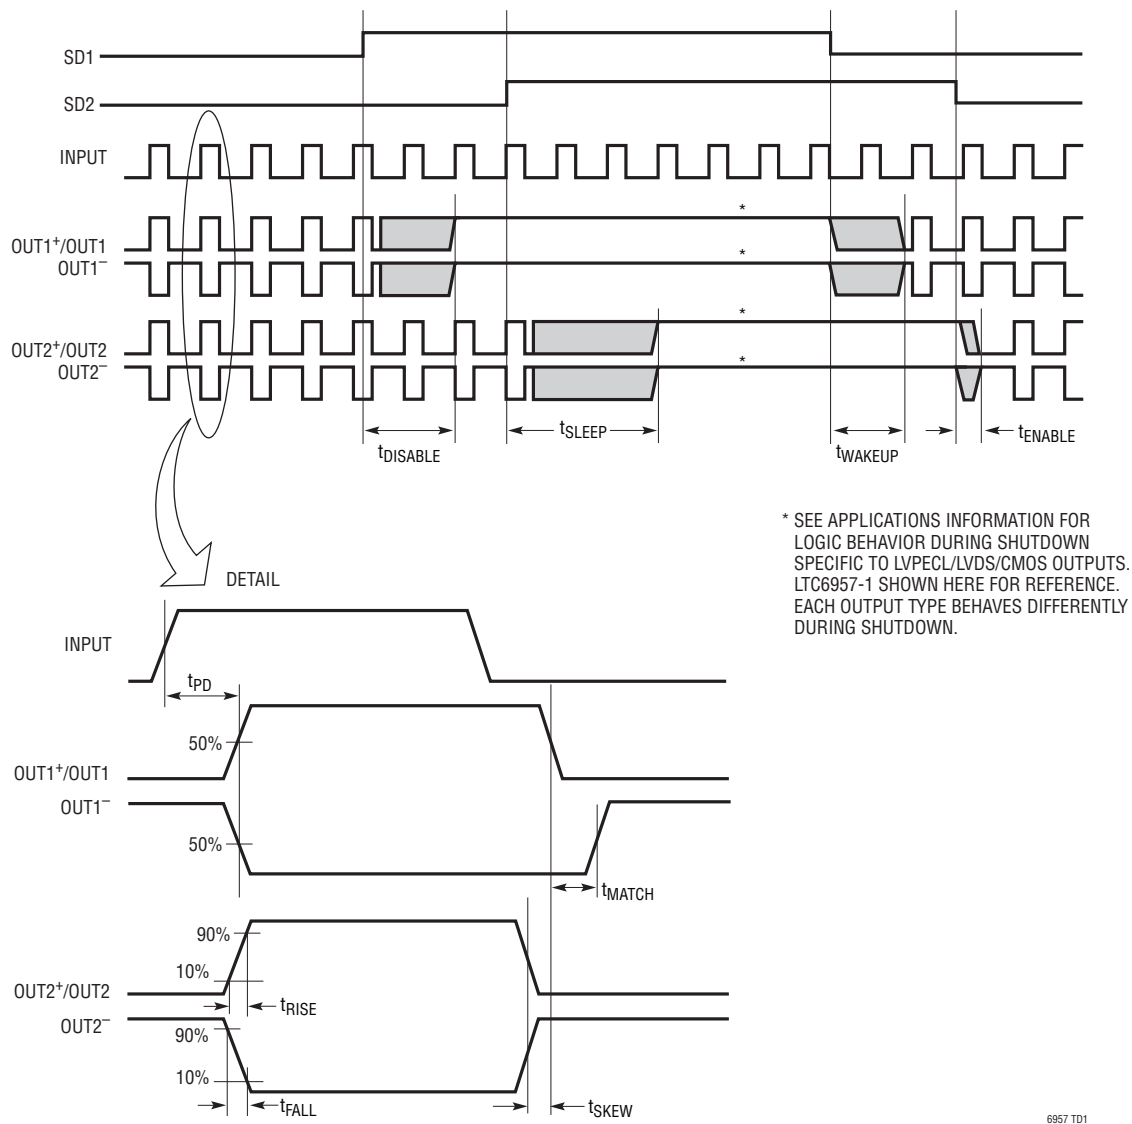 SD1
SD2
INPUT
* 
OUT1+/OUT1
* 
OUT1–
* 
OUT2+/OUT2
* 
OUT2–
tDISABLE
tSLEEP
tWAKEUP
tENABLE
* SEE APPLICATIONS INFORMATION FOR
LOGIC BEHAVIOR DURING SHUTDOWN
SPECIFIC TO LVPECL/LVDS/CMOS OUTPUTS.
LTC6957-1 SHOWN HERE FOR REFERENCE.
EACH OUTPUT TYPE BEHAVES DIFFERENTLY
DURING SHUTDOWN.
DETAIL
INPUT
tPD
50%
OUT1+/OUT1
OUT1–
50%
tMATCH
90%
10%
OUT2+/OUT2
tRISE
OUT2–
90%
10%
tFALL
tSKEW
6957 TD1